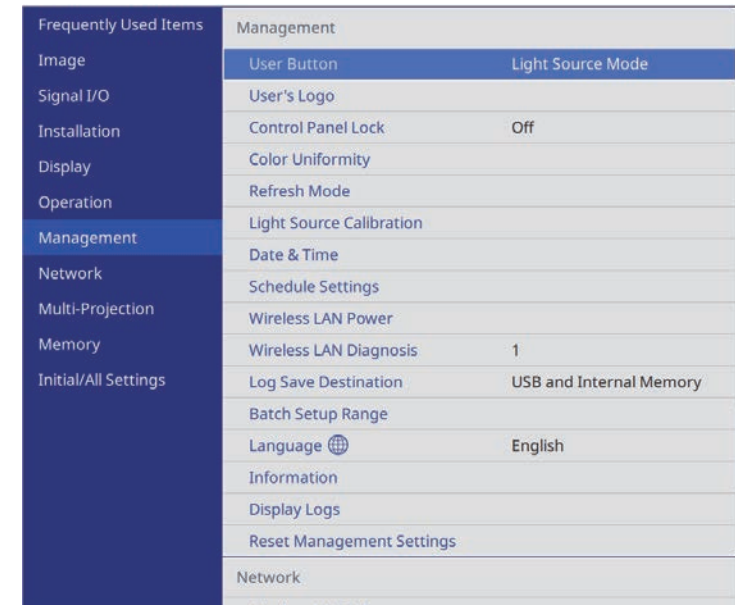 Frequently Used Items
Image
Signal I/O
Installation
Display
Operation
Management
Network
Multi-Projection
Memory
Initial/All Settings
Management
User Button Light Source Mode
User's Logo
Control Panel Lock Off
Color Uniformity
Refresh Mode
Light Source Calibration
Date & Time
Schedule Settings
Wireless LAN Power
Wireless LAN Diagnosis 1
Log Save Destination USB and Internal Memory
Batch Setup Range
Language English
Information
Display Logs
Reset Management Settings
Network